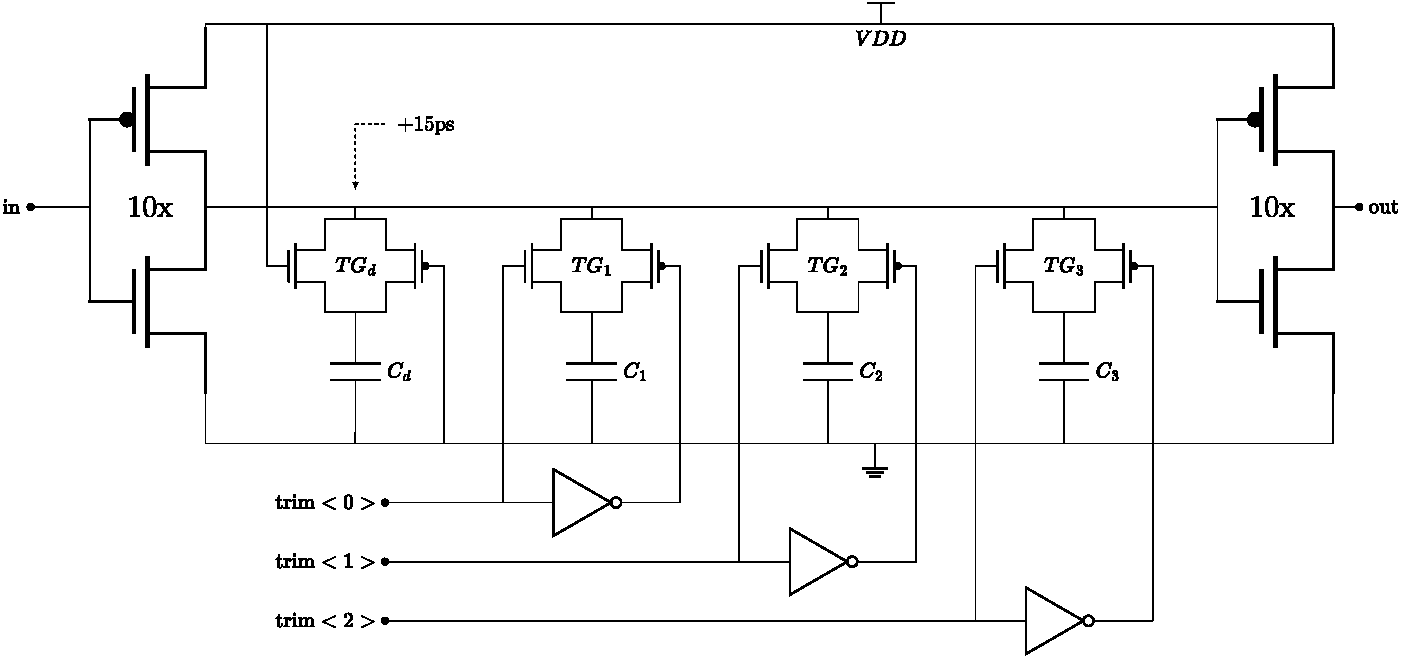 VDD
+15ps
in
10x
10x
out
TG_d
TG_1
TG_2
TG_3
C_d
C_1
C_2
C_3
trim < 0 >
trim < 1 >
trim < 2 >